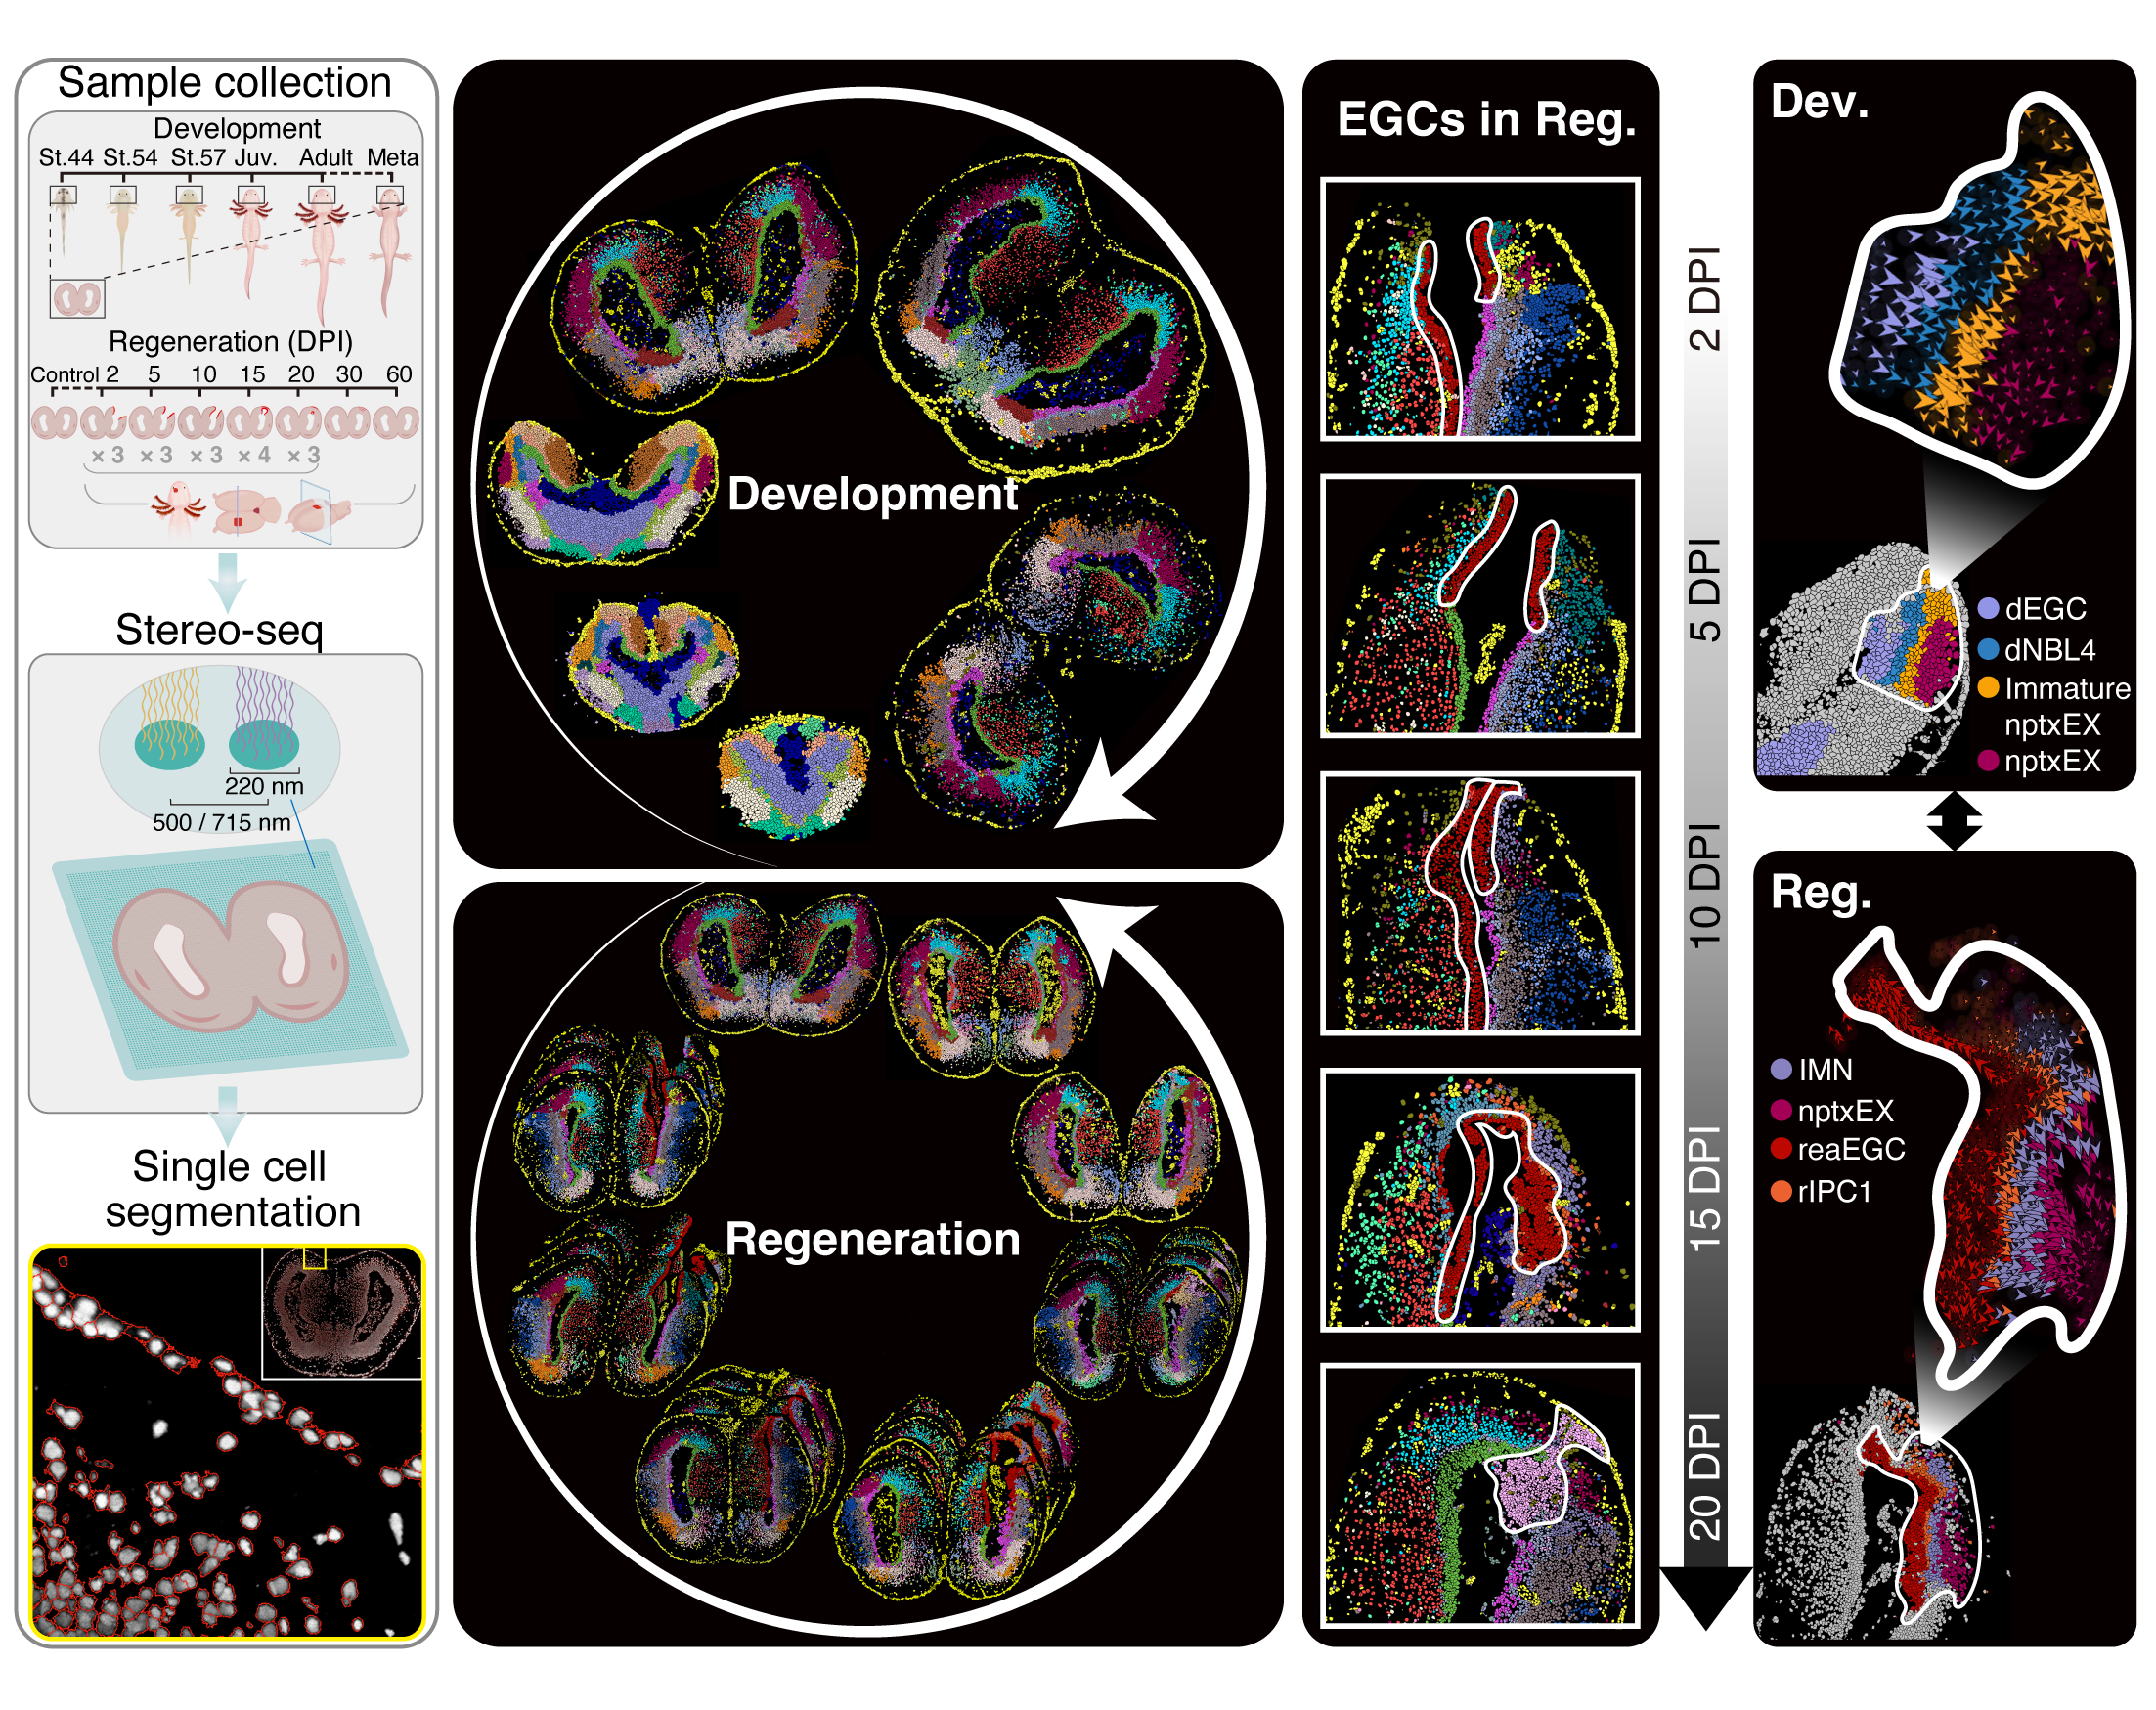 Sample collection
Development
St.44 St.54 St.57 Juv. Adult Meta
Regeneration (DPI)
Control 2 5 10 15 20 30 60
× 3 × 3 × 3 × 4 × 3
Stereo-seq
220 nm
500 / 715 nm
Single cell
segmentation
Development
Regeneration
EGCs in Reg.
2 DPI
5 DPI
10 DPI
15 DPI
20 DPI
Dev.
dEGC
dNBL4
Immature
nptxEX
nptxEX
Reg.
IMN
nptxEX
reaEGC
rIPC1